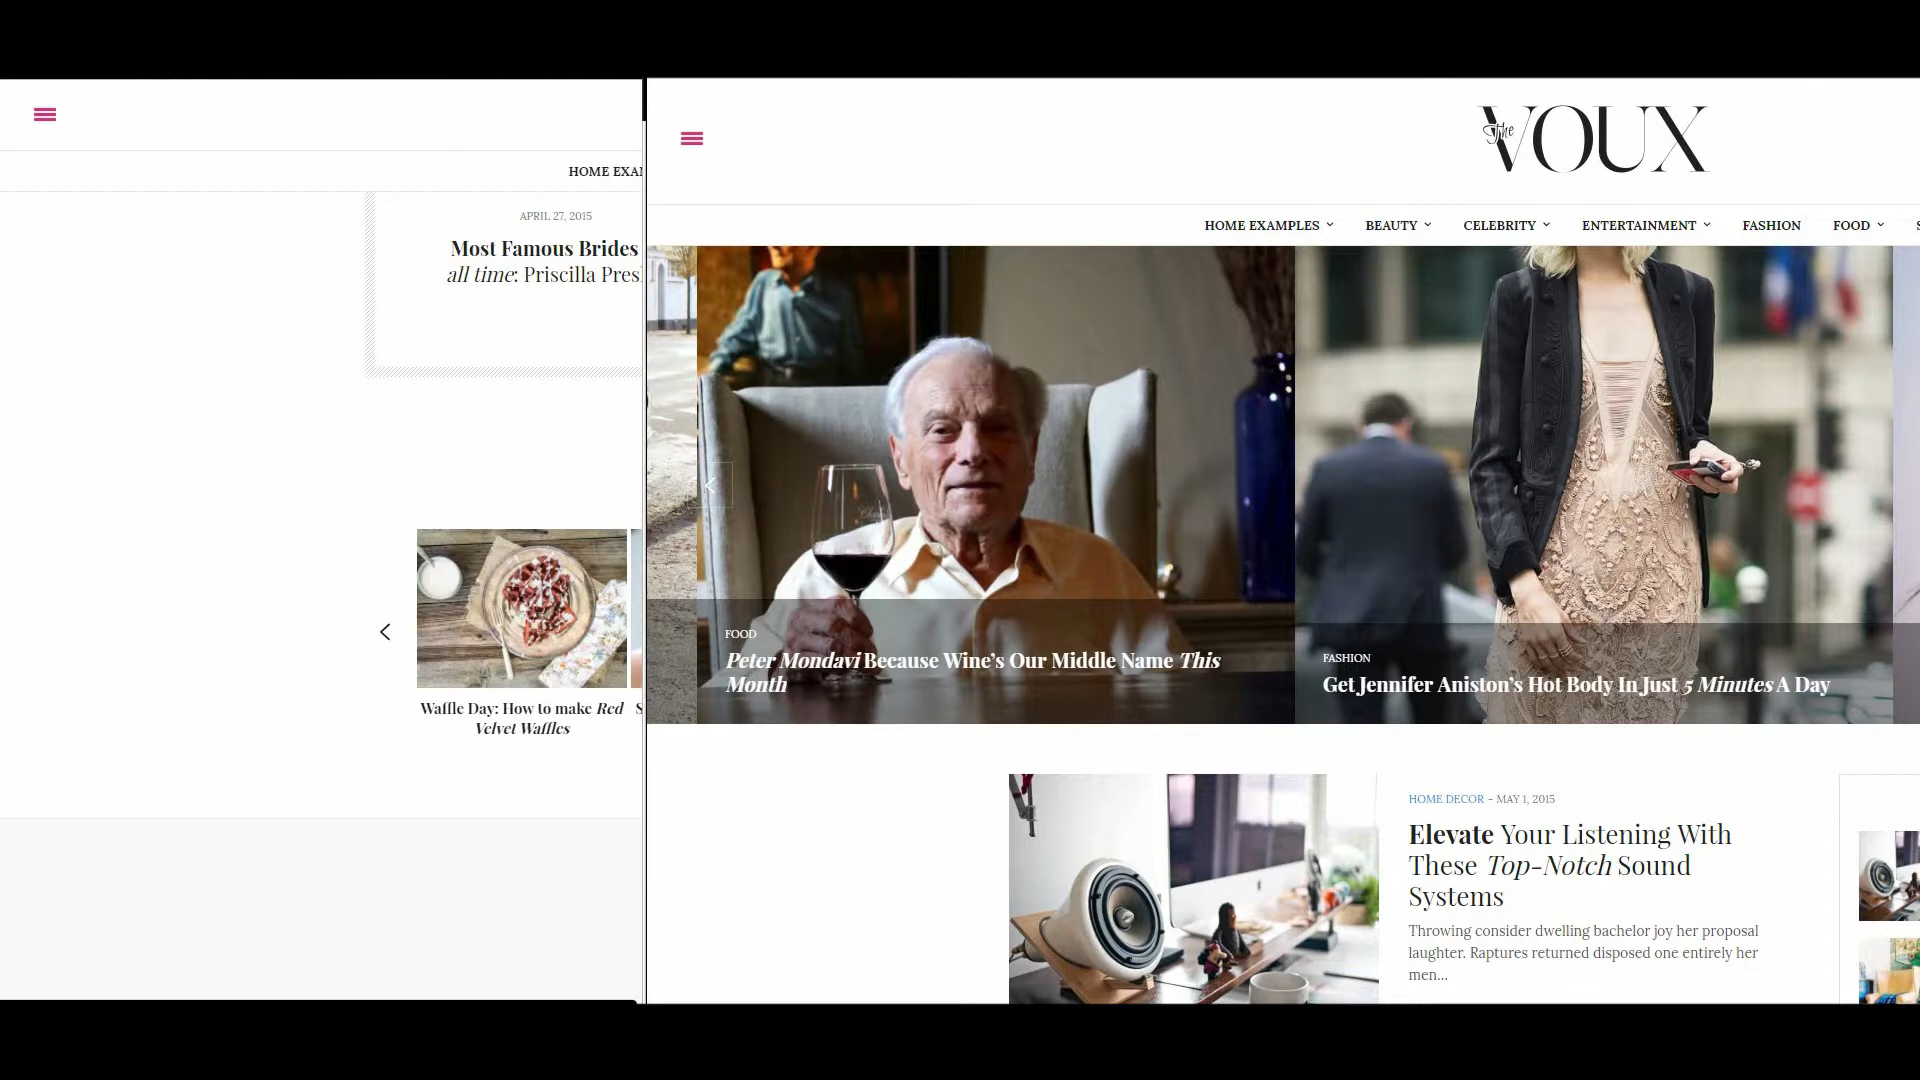 HOME EXA
APRIL 27, 2015
Most Famous Brides
all time: Priscilla Pres
Waffle Day: How to make Red
Velvet Waffles
S
The
VOUX
HOME EXAMPLES
BEAUTY
CELEBRITY
ENTERTAINMENT
FASHION
FOOD
FOOD
Peter Mondavi Because Wine's Our Middle Name This
Month
FASHION
Get Jennifer Aniston's Hot Body In Just 5 Minutes A Day
HOME DECOR - MAY 1, 2015
Elevate Your Listening With
These Top-Notch Sound
Systems
Throwing consider dwelling bachelor joy her proposal
laughter. Raptures returned disposed one entirely her
men...